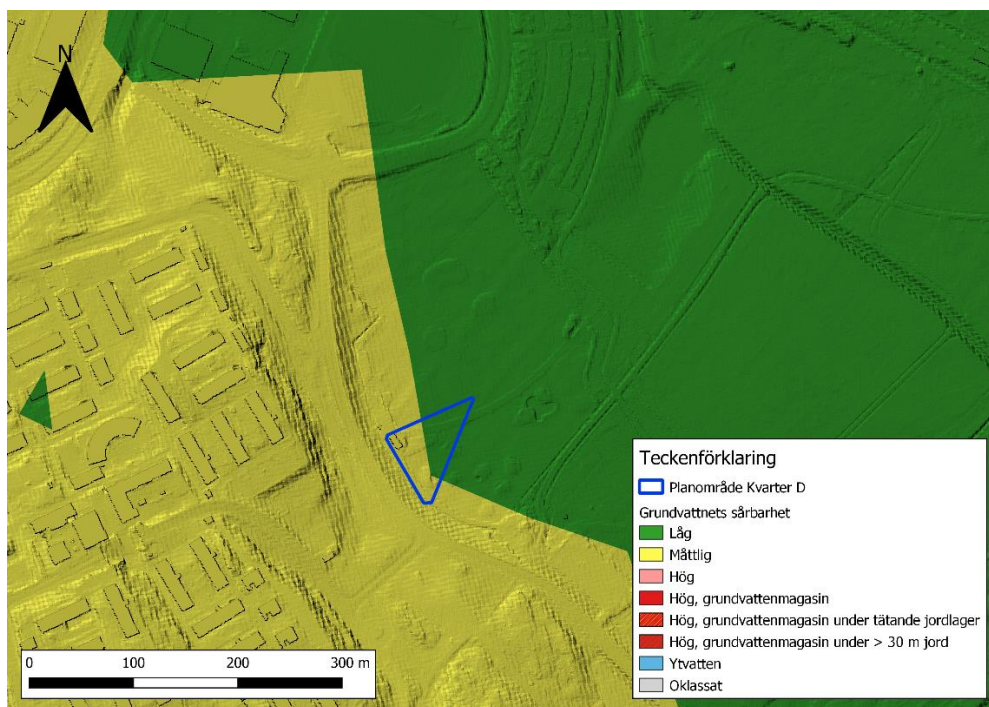 N
Teckenförklaring
Planområde Kvarter D
Grundvattnets sårbarhet
Låg
Måttlig
Hög
Hög, grundvattenmagasin
Hög, grundvattenmagasin under tätande jordlager
Hög, grundvattenmagasin under > 30 m jord
Ytvatten
Oklassat
0 100 200 300 m